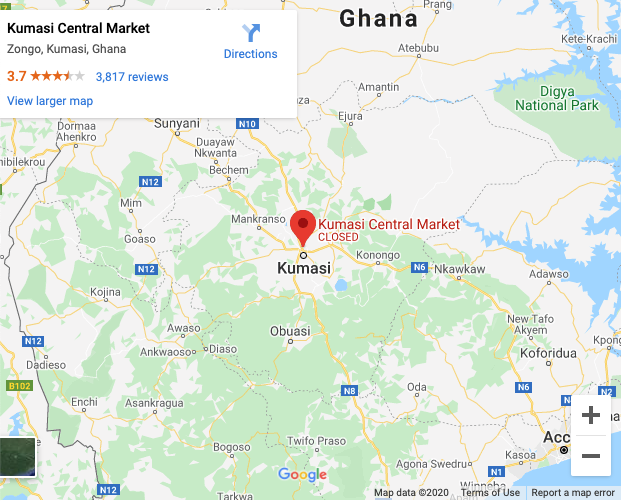 Kumasi Central Market
Zongo, Kumasi, Ghana
3.7
3,817 reviews
View larger map
Directions
Ghana
Prang
Kete-Krachi
Atebubu
Digya
National Park
Amantin
Ejura
Dormaa
Ahenkro
Sunyani
N10
Duayaw
Nkwanta
Bechem
N12
Mim
Mankranso
Goaso
Kumasi Central Market
CLOSED
Kumasi
Konongo
N12
N6
Nkawkaw
Adawso
Kojina
New Tafo
Akyem
Awaso
Obuasi
Ankwaoso
Diaso
N12
Dadieso
Koforidua
B102
N8
Oda
N6
N2
Enchi
Asankragua
Acc
Twifo Praso
Bogoso
Agona Swedru
N1
Tarkwa
N12
Winneba
Google
Map data ©2020
Terms of Use
Report a map error